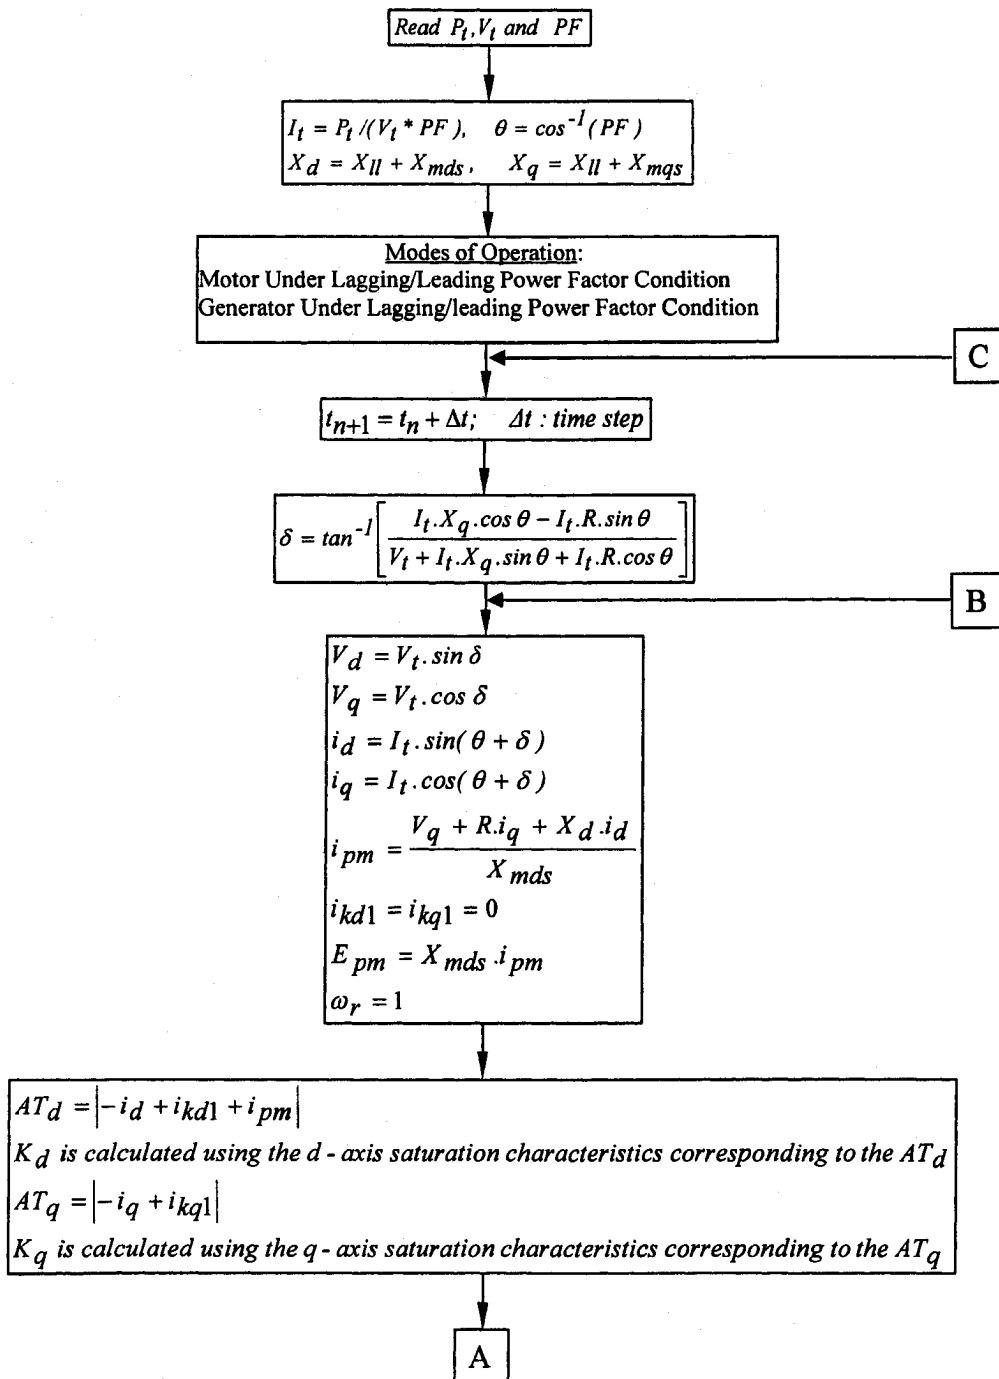 Read P_t,V_t and PF
I_t = P_t /(V_t * PF), θ = cos^-1 (PF)
X_d = X_ll + X_mds, X_q = X_ll + X_mqs
Modes of Operation:
Motor Under Lagging/Leading Power Factor Condition
Generator Under Lagging/leading Power Factor Condition
C
t_n+1 = t_n + Δt; Δt : time step
δ = tan^-1 [ (I_t.X_q.cos θ − I_t.R.sin θ) / (V_t + I_t.X_q.sin θ + I_t.R.cos θ) ]
B
V_d = V_t.sin δ
V_q = V_t.cos δ
i_d = I_t.sin( θ + δ )
i_q = I_t.cos( θ + δ )
i_pm = (V_q + R.i_q + X_d.i_d) / X_mds
i_kd1 = i_kq1 = 0
E_pm = X_mds.i_pm
ω_r = 1
AT_d = |−i_d + i_kd1 + i_pm|
K_d is calculated using the d - axis saturation characteristics corresponding to the AT_d
AT_q = |−i_q + i_kq1|
K_q is calculated using the q - axis saturation characteristics corresponding to the AT_q
A